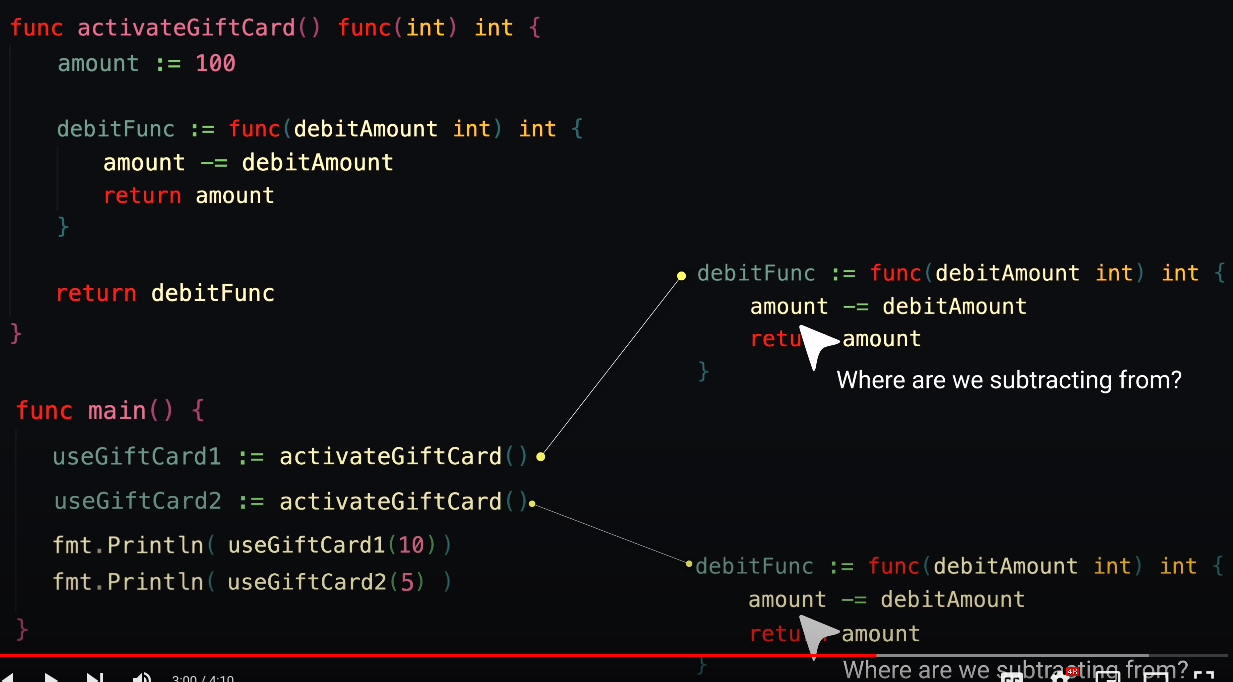 func activateGiftCard() func(int) int {
amount := 100
debitFunc := func(debitAmount int) int {
amount -= debitAmount
return amount
}
return debitFunc
}
func main() {
useGiftCard1 := activateGiftCard()
useGiftCard2 := activateGiftCard()
fmt.Println( useGiftCard1(10))
fmt.Println( useGiftCard2(5) )
}
debitFunc := func(debitAmount int) int {
amount -= debitAmount
retu amount
}
Where are we subtracting from?
debitFunc := func(debitAmount int) int {
amount -= debitAmount
retu amount
}
Where are we subtracting from?
3:00 / 4:10
CC
4K